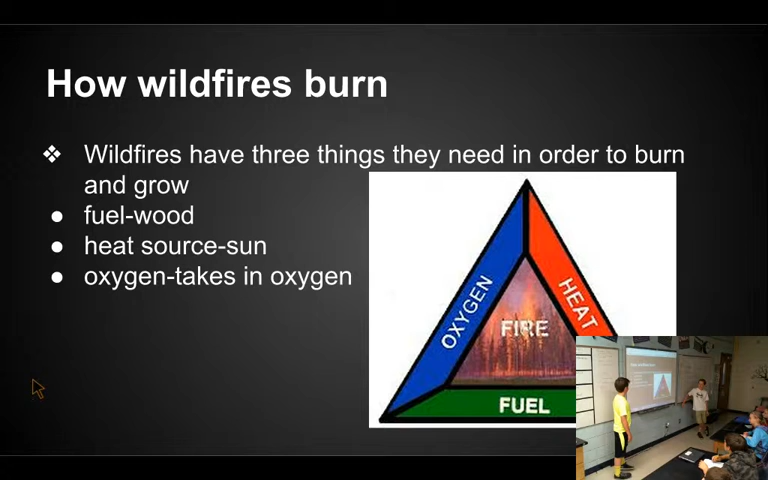 How wildfires burn
❖ Wildfires have three things they need in order to burn
and grow
● fuel-wood
● heat source-sun
● oxygen-takes in oxygen
OXYGEN
HEAT
FIRE
FUEL